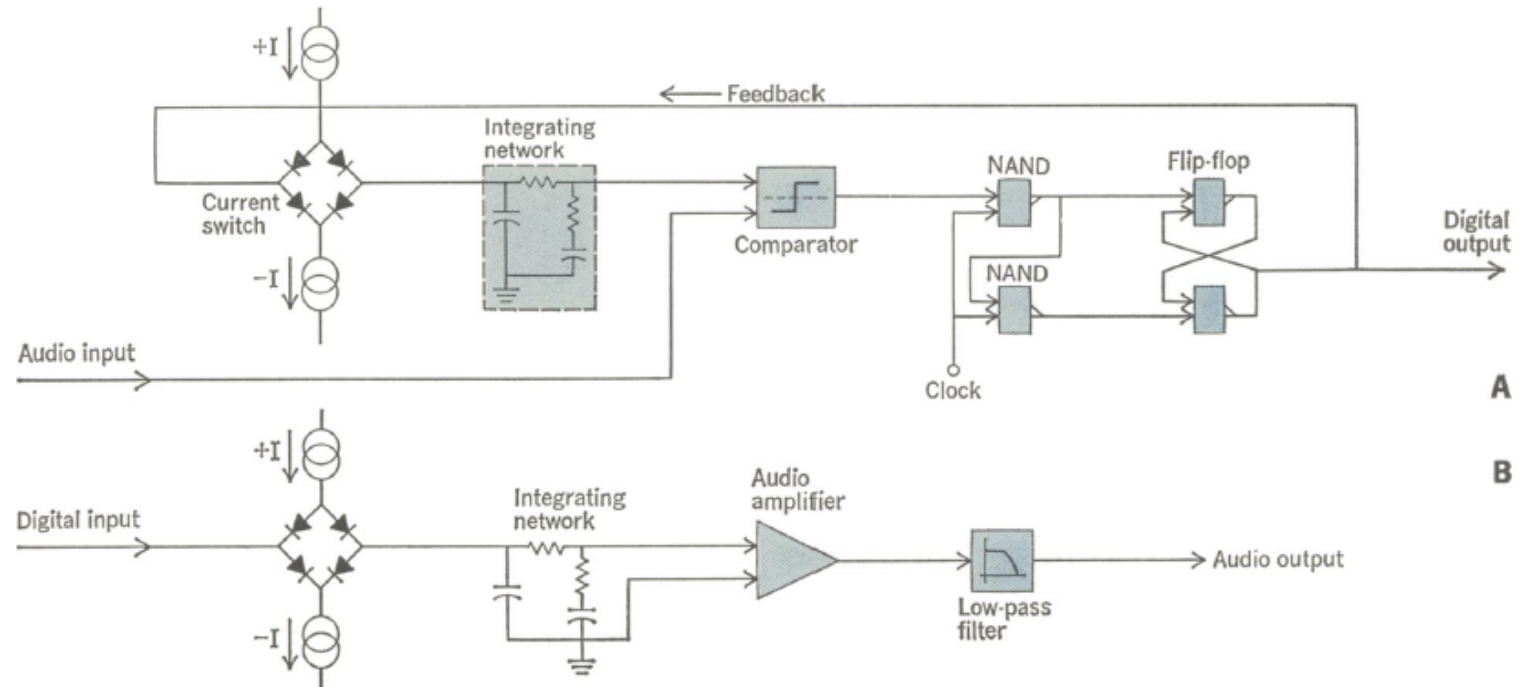 +I
Feedback
Integrating
network
NAND
Flip-flop
Current
switch
Comparator
Digital
output
NAND
-I
Audio input
Clock
A
+I
B
Audio
amplifier
Digital input
Integrating
network
Audio output
Low-pass
filter
-I